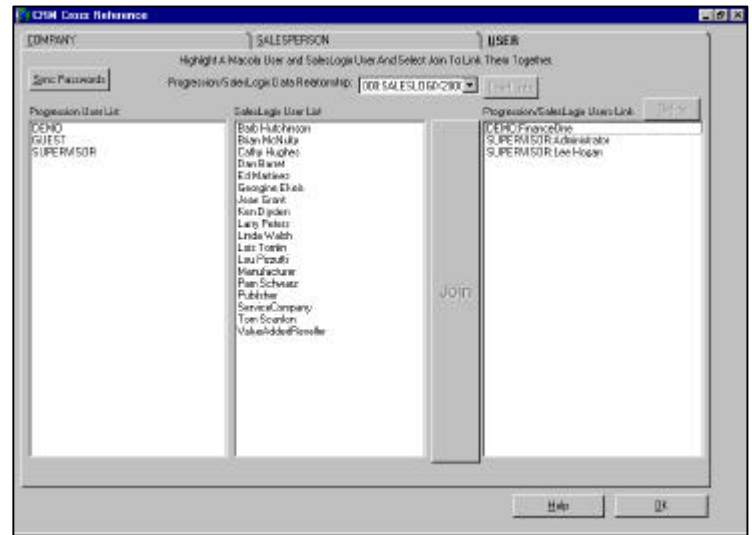 CRM Cross Reference
COMPANY SALESPERSON USER
Highlight A Macola User and SalesLogix User And Select Join To Link Them Together.
Sync Passwords Progression/SalesLogix Data Relationship:
Progression User List SalesLogix User List Progression/SalesLogix Users Link
DEMO Barb Hutchinson DEMO:FinanceOne
GUEST Brian McNulty SUPERVISOR:Administrator
SUPERVISOR Cathy Hughes SUPERVISOR:Lee Hogan
Dan Barret
Ed Martinez
Georgine
Jose Grant
Ken Dryden
Larry Peters
Linda Walsh
Lois Tomlin
Lou
Manufacturer
Pam Schwarz
Publisher
ServiceCompany
Tom Scanlon
ValueAddedReseller
Join
Help OK